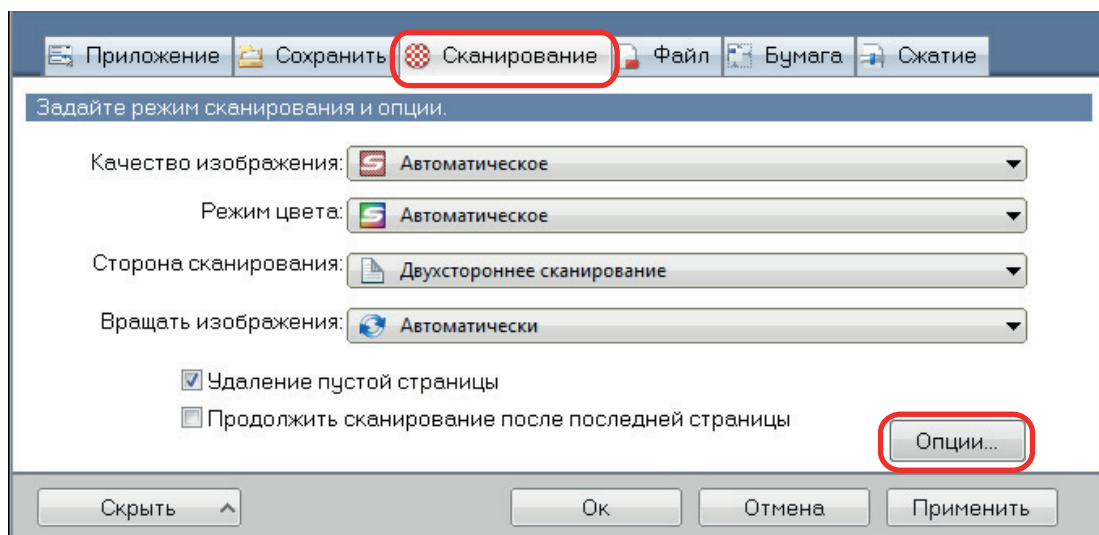 Приложение Сохранить Сканирование Файл Бумага Сжатие
Задайте режим сканирования и опции.
Качество изображения: Автоматическое
Режим цвета: Автоматическое
Сторона сканирования: Двухстороннее сканирование
Вращать изображения: Автоматически
Удаление пустой страницы
Продолжить сканирование после последней страницы
Опции...
Скрыть Ок Отмена Применить